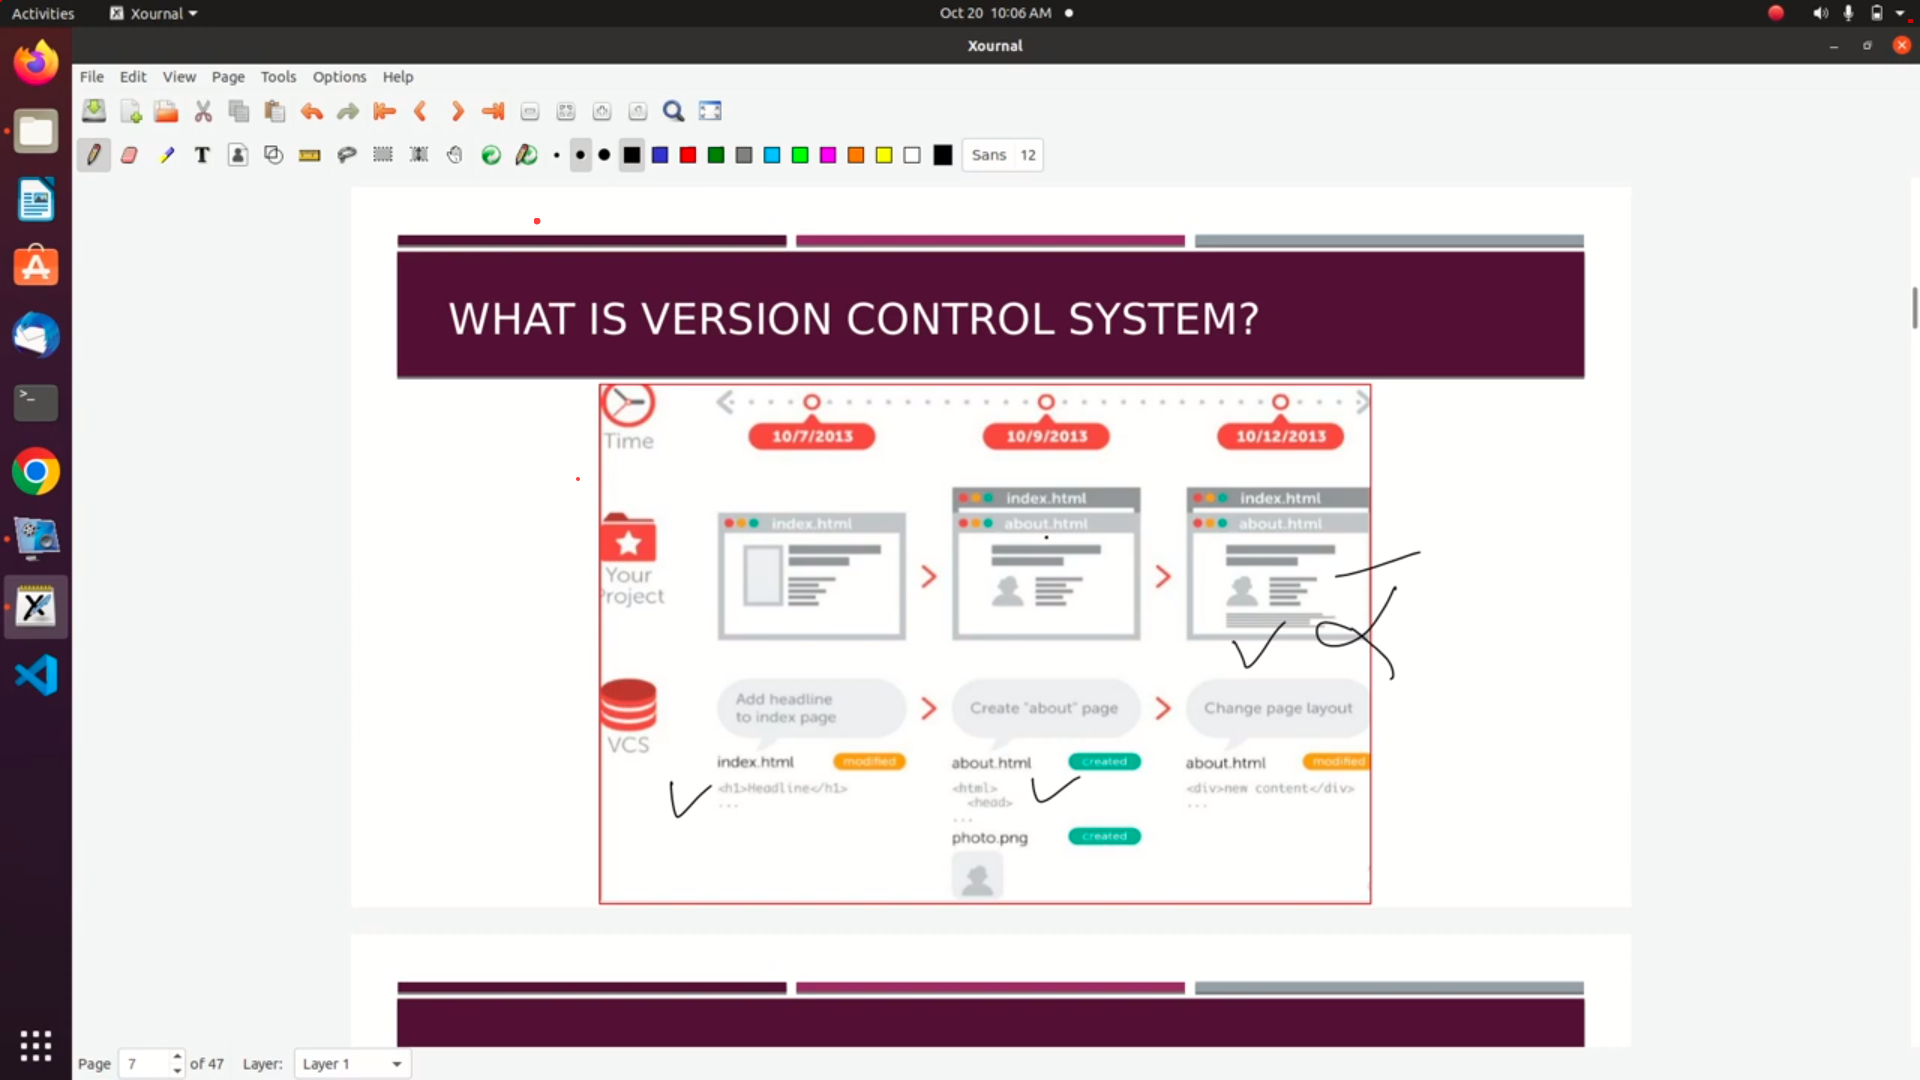 Activities Xournal Oct 20 10:06 AM
Xournal
File Edit View Page Tools Options Help
Sans 12
WHAT IS VERSION CONTROL SYSTEM?
Time 10/7/2013 10/9/2013 10/12/2013
index.html index.html
index.html about.html about.html
Your
Project
Add headline
to index page
Create "about" page
Change page layout
VCS
index.html modified about.html created about.html modified
<h1>Headline</h1> <html> <div>new content</div>
... <head> ...
...
photo.png created
Page 7 of 47 Layer: Layer 1